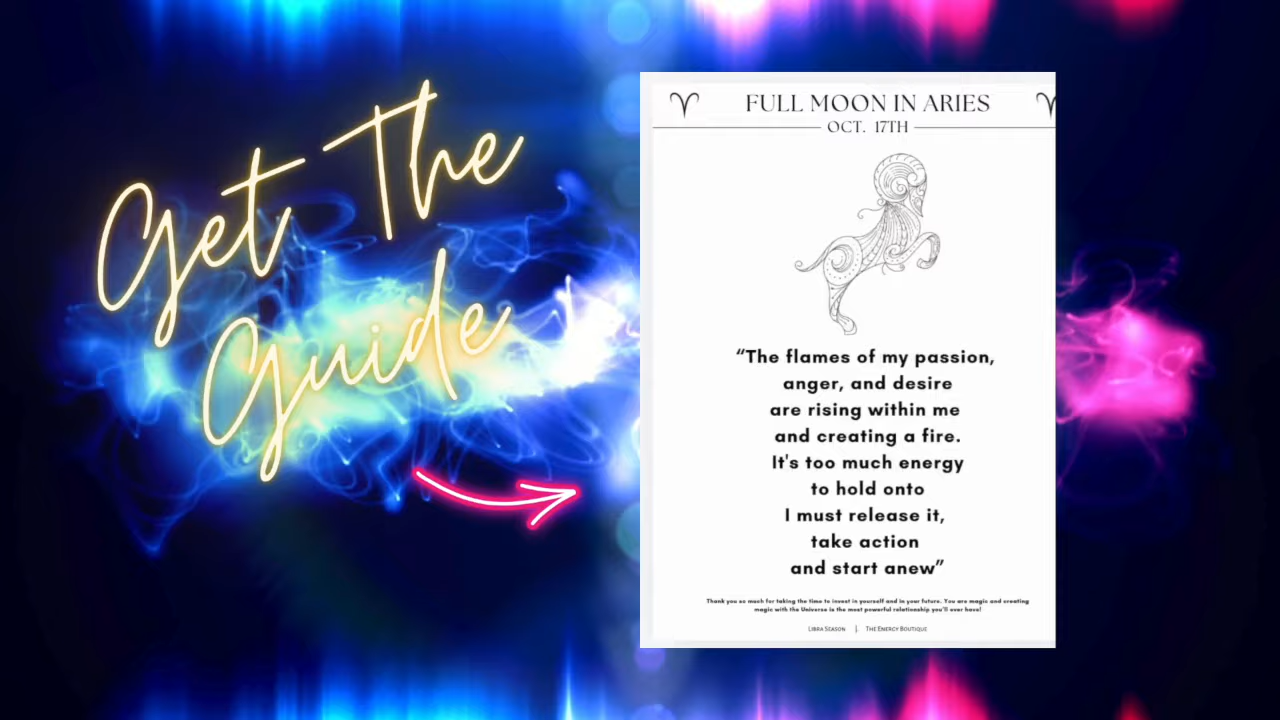 Get The
Guide
FULL MOON IN ARIES
OCT. 17TH
“The flames of my passion,
anger, and desire
are rising within me
and creating a fire.
It's too much energy
to hold onto
I must release it,
take action
and start anew”
Thank you so much for taking the time to invest in yourself and in your future. You are magic and creating
magic with the Universe is the most powerful relationship you'll ever have!
LIBRA SEASON | THE ENERGY BOUTIQUE